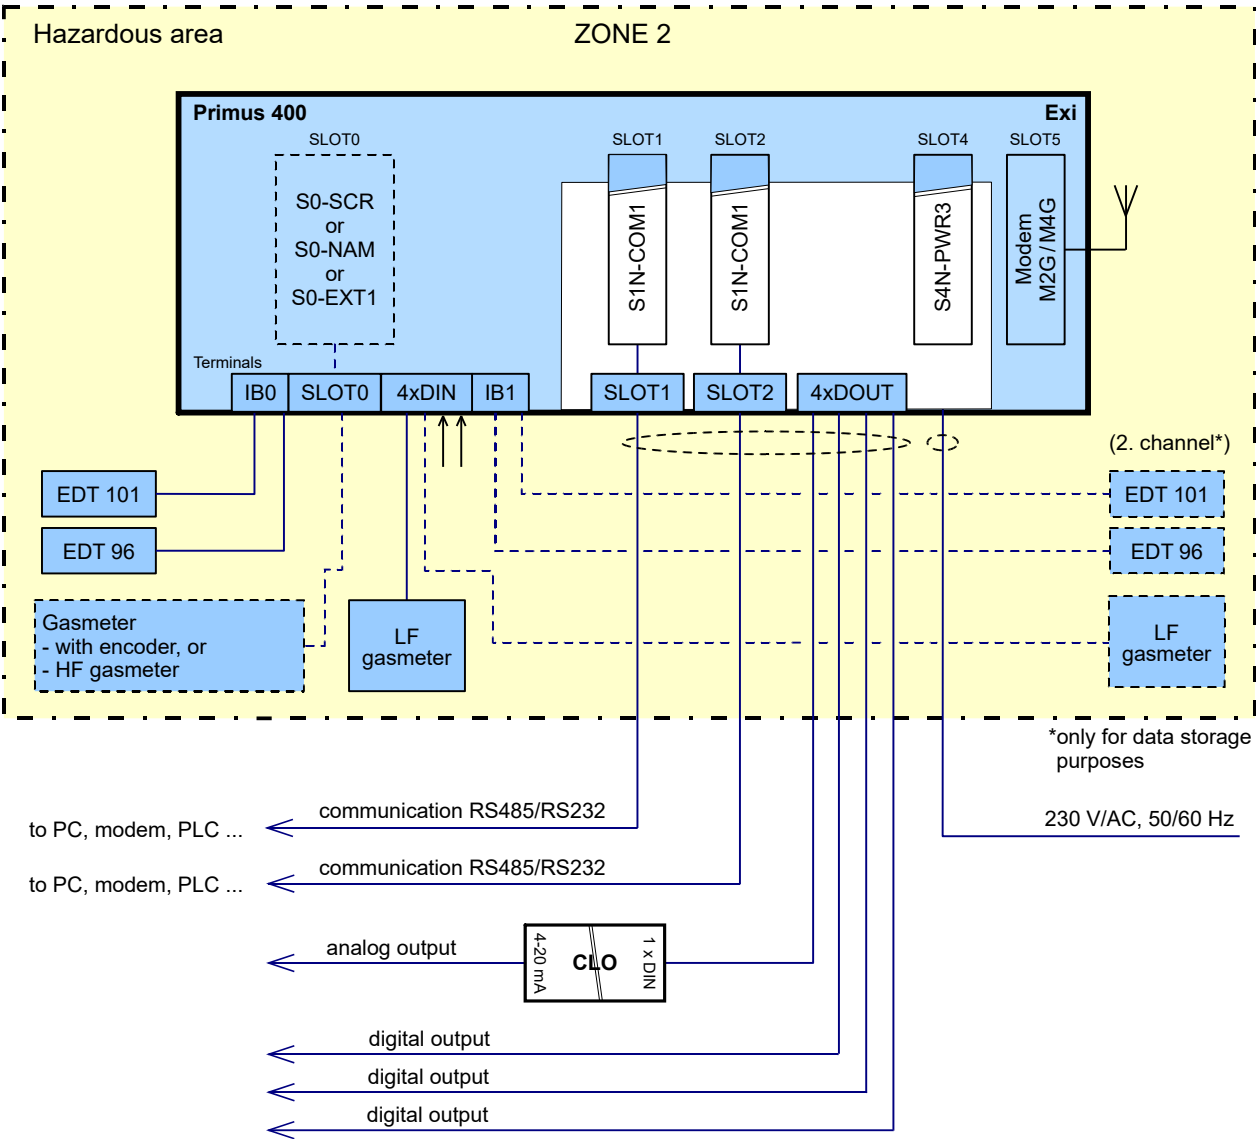 Hazardous area
ZONE 2
Primus 400
Exi
SLOT0
SLOT1
SLOT2
SLOT4
SLOT5
S0-SCR
or
S0-NAM
or
S0-EXT1
S1N-COM1
S1N-COM1
S4N-PWR3
Modem
M2G / M4G
Terminals
IB0
SLOT0
4xDIN
IB1
SLOT1
SLOT2
4xDOUT
(2. channel*)
EDT 101
EDT 101
EDT 96
EDT 96
Gasmeter
- with encoder, or
- HF gasmeter
LF
gasmeter
LF
gasmeter
*only for data storage
purposes
communication RS485/RS232
to PC, modem, PLC ...
230 V/AC, 50/60 Hz
communication RS485/RS232
to PC, modem, PLC ...
analog output
4-20 mA
CLO
1 x DIN
digital output
digital output
digital output